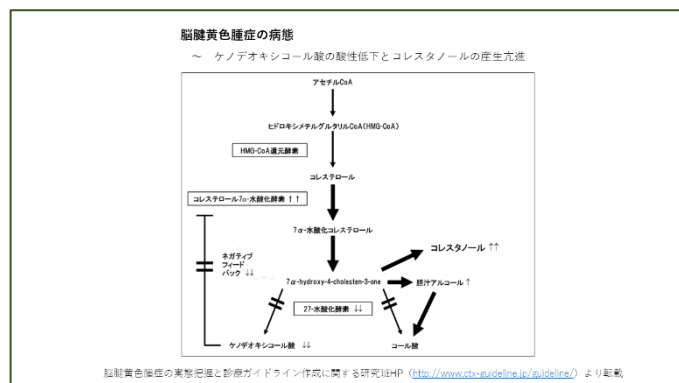 脳腱黄色腫症の病態
～ ケノデオキシコール酸の酸性低下とコレスタノールの産生亢進
アセチルCoA
ヒドロキシメチルグルタリルCoA(HMG-CoA)
HMG-CoA還元酵素
コレステロール
コレステロール7α-水酸化酵素 ↑↑
7α-水酸化コレステロール
コレスタノール ↑↑
ネガティブ
フィード
バック ↓↓
7α-hydroxy-4-cholesten-3-one
胆汁アルコール ↑
27-水酸化酵素 ↓↓
ケノデオキシコール酸 ↓↓
コール酸
脳腱黄色腫症の実態把握と診療ガイドライン作成に関する研究班HP（http://www.ctx-guideline.jp/guideline/）より転載